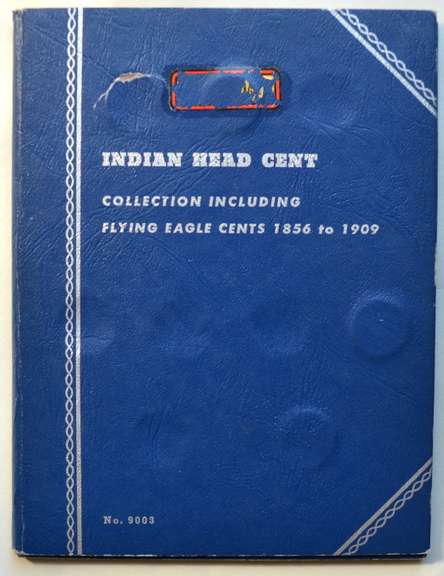 INDIAN HEAD CENT
COLLECTION INCLUDING
FLYING EAGLE CENTS 1856 to 1909
No. 9003